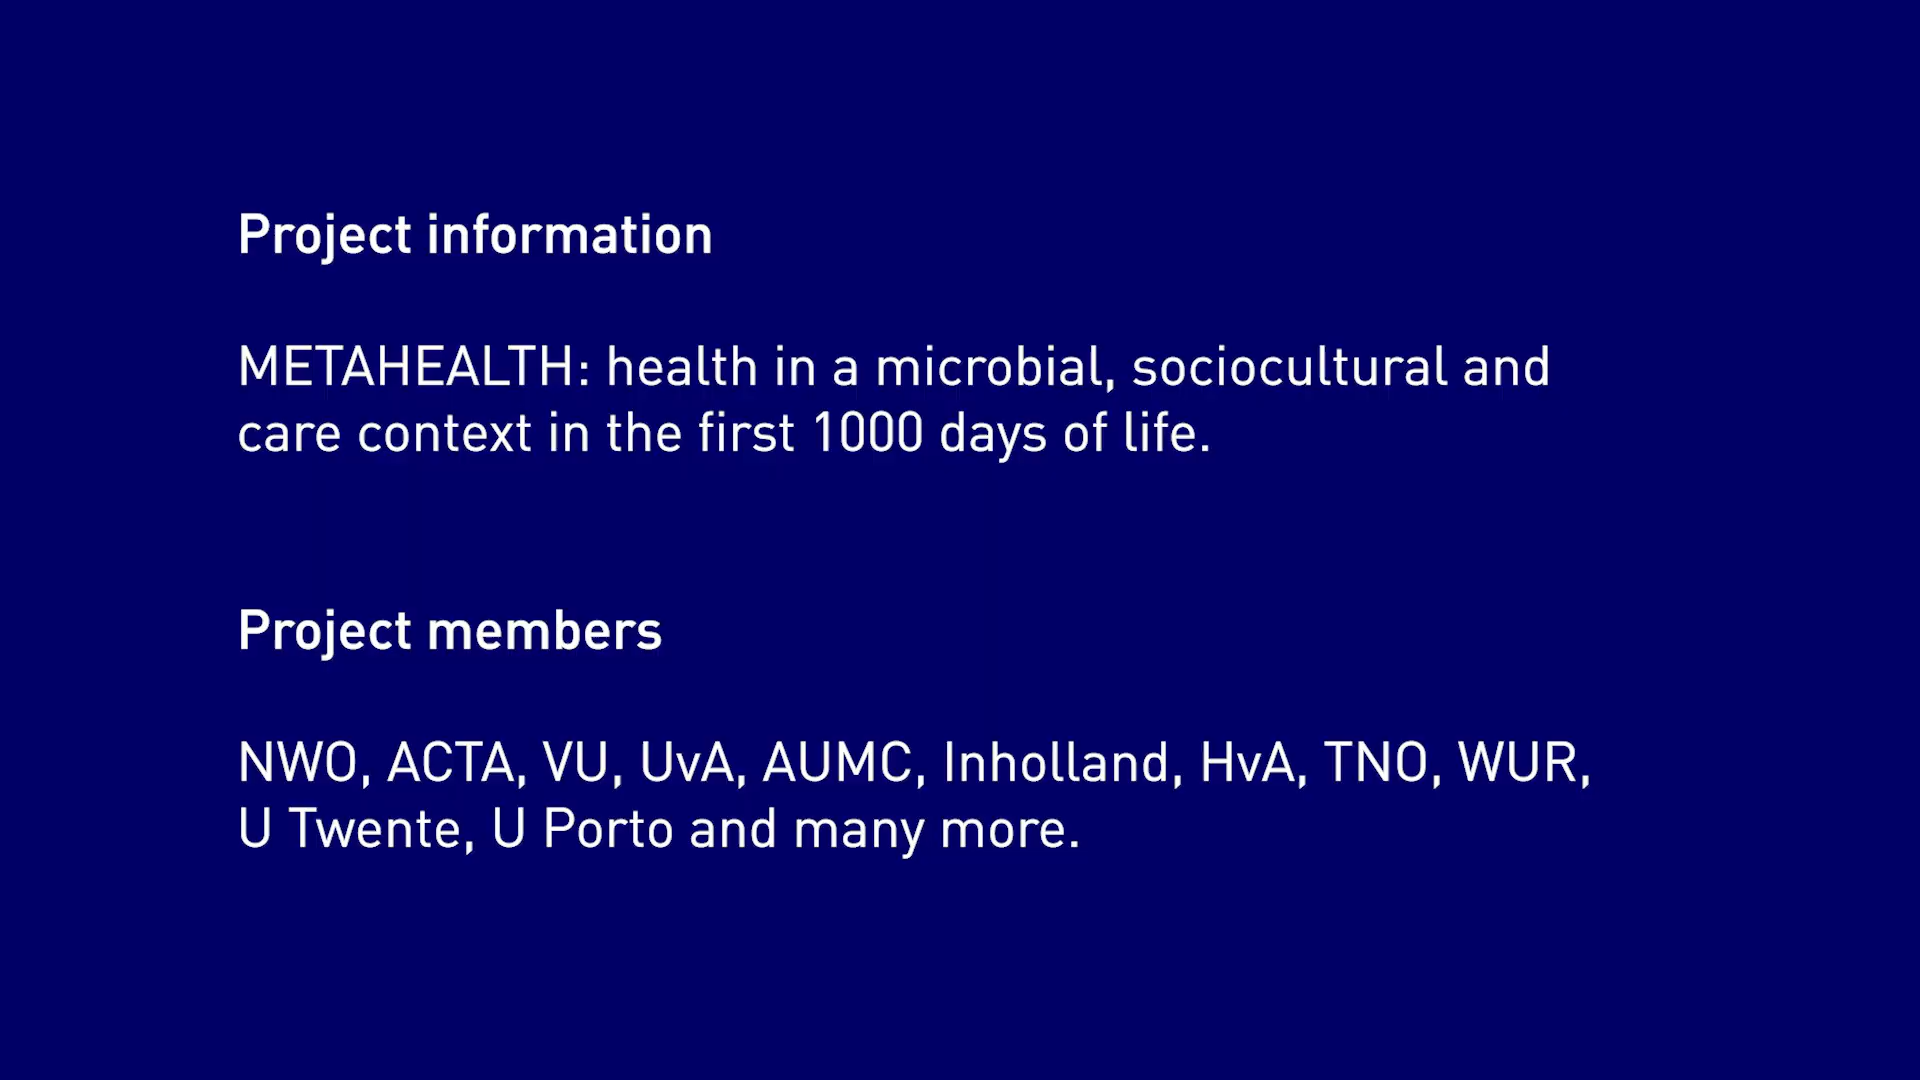 Project information
METAHEALTH: health in a microbial, sociocultural and
care context in the first 1000 days of life.
Project members
NWO, ACTA, VU, UvA, AUMC, Inholland, HvA, TNO, WUR,
U Twente, U Porto and many more.